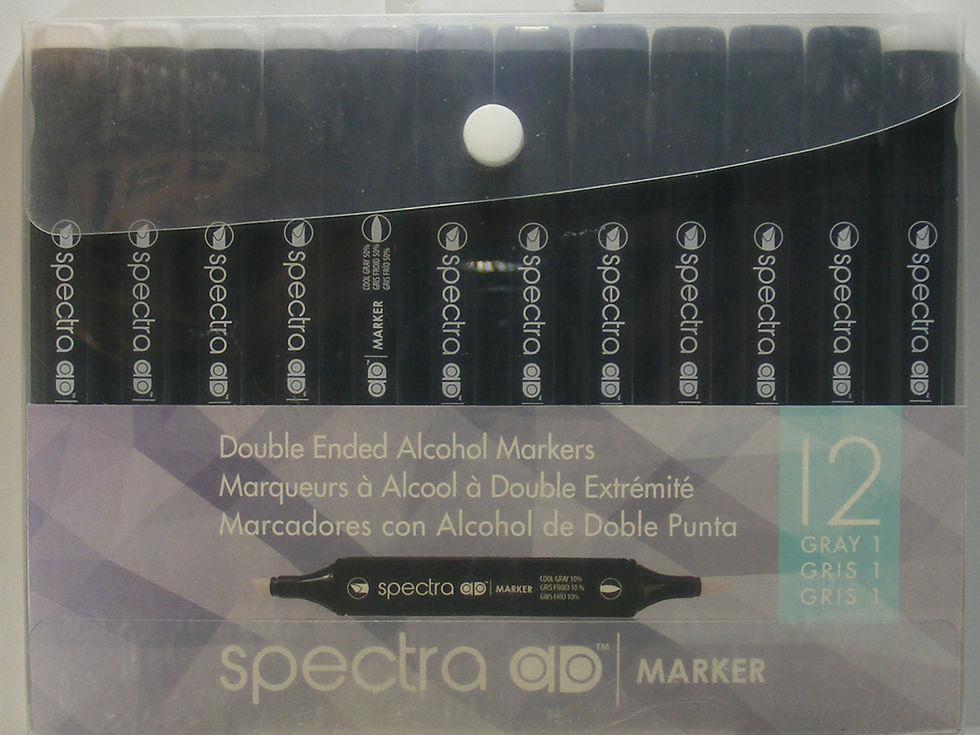 spectra ad
spectra ad
spectra ad
spectra ad
COOL GRAY 50%
GRIS FROID 50%
GRIS FRIO 50%
ad | MARKER
spectra ad
spectra ad
spectra ad
spectra ad
spectra ad
spectra ad
spectra ad
Double Ended Alcohol Markers
Marqueurs à Alcool à Double Extrémité
Marcadores con Alcohol de Doble Punta
12
GRAY 1
GRIS 1
GRIS 1
spectra ad™ | MARKER
COOL GRAY 10%
GRIS FROID 10 %
GRIS FRIO 10%
spectra ad™ | MARKER